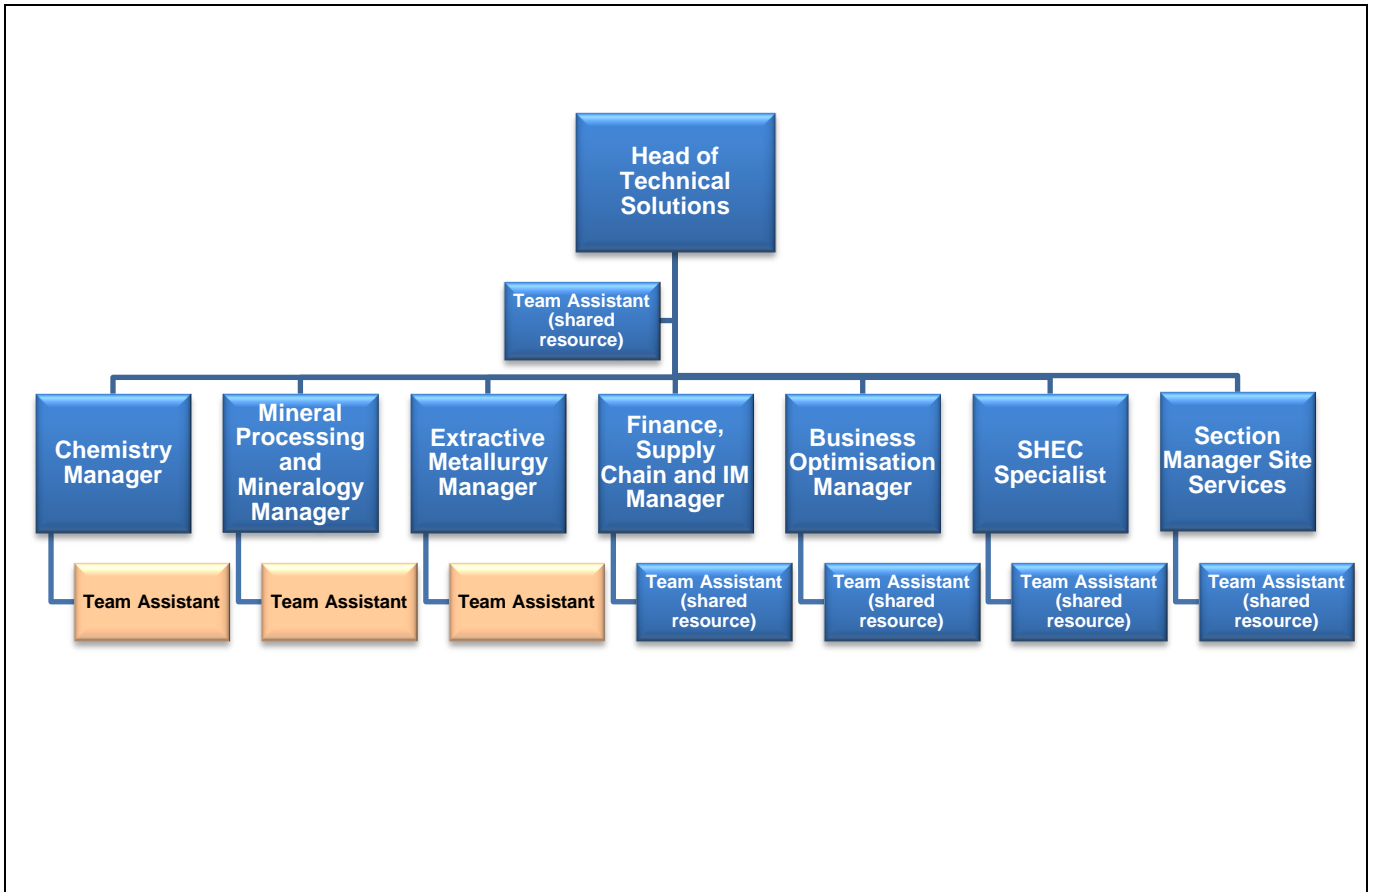 Head of
Technical
Solutions
Team Assistant
(shared
resource)
Chemistry
Manager
Mineral
Processing
and
Mineralogy
Manager
Extractive
Metallurgy
Manager
Finance,
Supply
Chain and IM
Manager
Business
Optimisation
Manager
SHEC
Specialist
Section
Manager Site
Services
Team Assistant
Team Assistant
Team Assistant
Team Assistant
(shared
resource)
Team Assistant
(shared
resource)
Team Assistant
(shared
resource)
Team Assistant
(shared
resource)